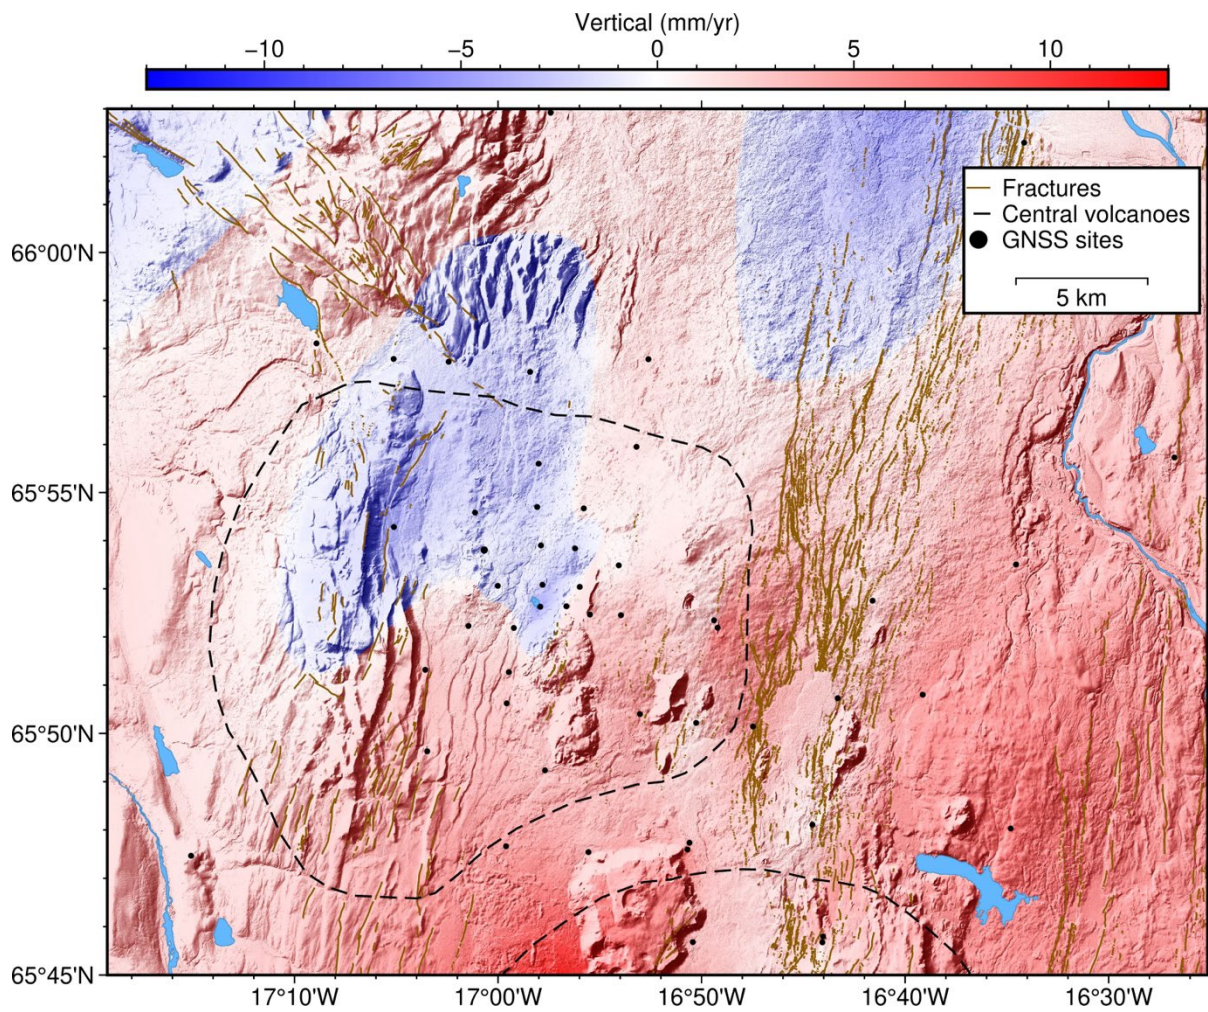 Vertical (mm/yr)
−10 −5 0 5 10
Fractures
Central volcanoes
GNSS sites
5 km
66°00'N
65°55'N
65°50'N
65°45'N
17°10'W 17°00'W 16°50'W 16°40'W 16°30'W